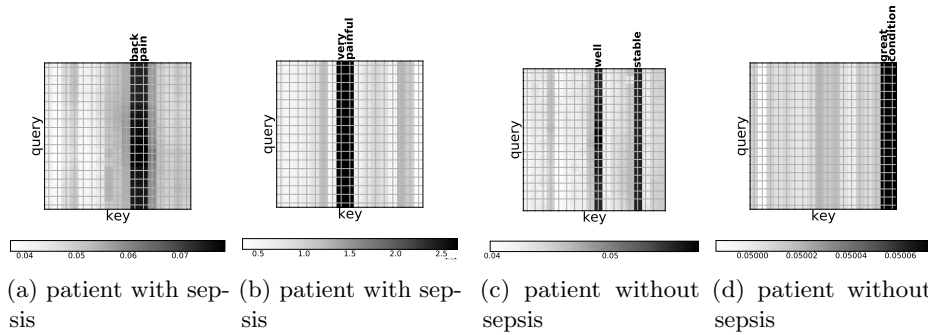 back
pain
query
key
0.04 0.05 0.06 0.07
(a) patient with sep-
sis
very
painful
query
key
0.5 1.0 1.5 2.0 2.5
(b) patient with sep-
sis
well
stable
query
key
0.04 0.05
(c) patient without
sepsis
great
condition
query
key
0.05000 0.05002 0.05004 0.05006
(d) patient without
sepsis